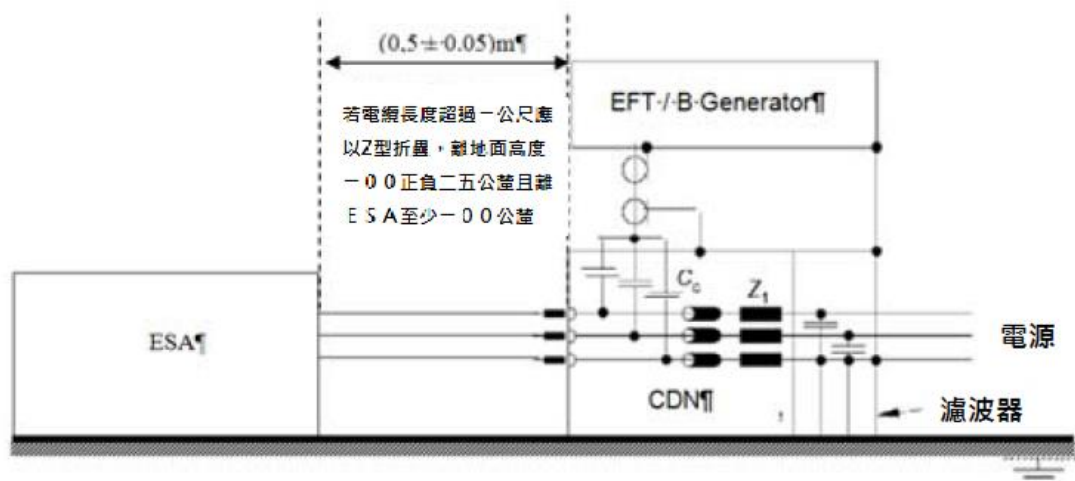 (0.5±0.05)m¶
若電纜長度超過一公尺應
以Z型折疊,離地面高度
一００正負二五公釐且離
ＥＳＡ至少一００公釐
EFT·/·B·Generator¶
Cc
Z1
ESA¶
電源
CDN¶
濾波器